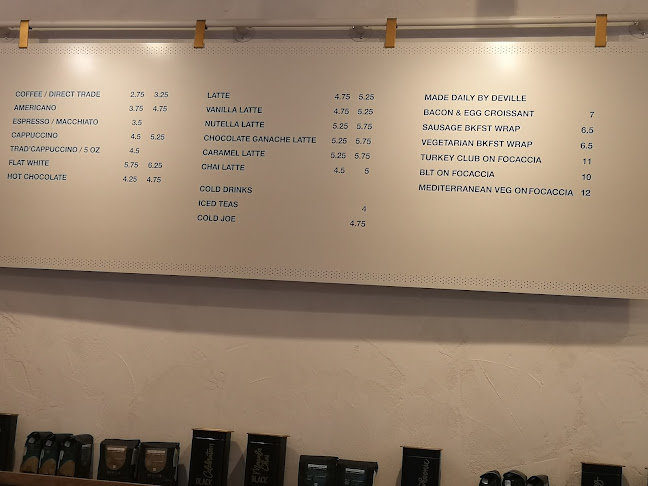 COFFEE / DIRECT TRADE 2.75 3.25
AMERICANO 3.75 4.75
ESPRESSO / MACCHIATO 3.5
CAPPUCCINO 4.5 5.25
TRAD'CAPPUCCINO / 5 OZ 4.5
FLAT WHITE 5.75 6.25
HOT CHOCOLATE 4.25 4.75
LATTE 4.75 5.25
VANILLA LATTE 4.75 5.25
NUTELLA LATTE 5.25 5.75
CHOCOLATE GANACHE LATTE 5.25 5.75
CARAMEL LATTE 5.25 5.75
CHAI LATTE 4.5 5
COLD DRINKS
ICED TEAS 4
COLD JOE 4.75
MADE DAILY BY DEVILLE
BACON & EGG CROISSANT 7
SAUSAGE BKFST WRAP 6.5
VEGETARIAN BKFST WRAP 6.5
TURKEY CLUB ON FOCACCIA 11
BLT ON FOCACCIA 10
MEDITERRANEAN VEG ON FOCACCIA 12